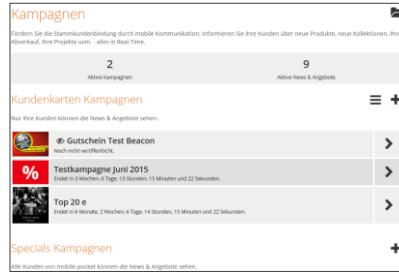 Kampagnen
Fördern Sie die Stammkundenbindung durch mobile Kommunikation: Informieren Sie Ihre Kunden über neue Produkte, neue Kollektionen, Ihren
Abverkauf, Ihre Projekte usw. - alles in Real-Time.
2
9
Aktive Kampagnen
Aktive News & Angebote
Kundenkarten Kampagnen
Nur Ihre Kunden können die News & Angebote sehen.
Gutschein Test Beacon
Noch nicht veröffentlicht.
%
Testkampagne Juni 2015
Endet in 3 Wochen, 6 Tage, 13 Stunden, 15 Minuten und 22 Sekunden.
Top 20 e
Endet in 6 Monate, 2 Wochen, 6 Tage, 14 Stunden, 15 Minuten und 22 Sekunden.
Specials Kampagnen
Alle Kunden von mobile-pocket können die News & Angebote sehen.